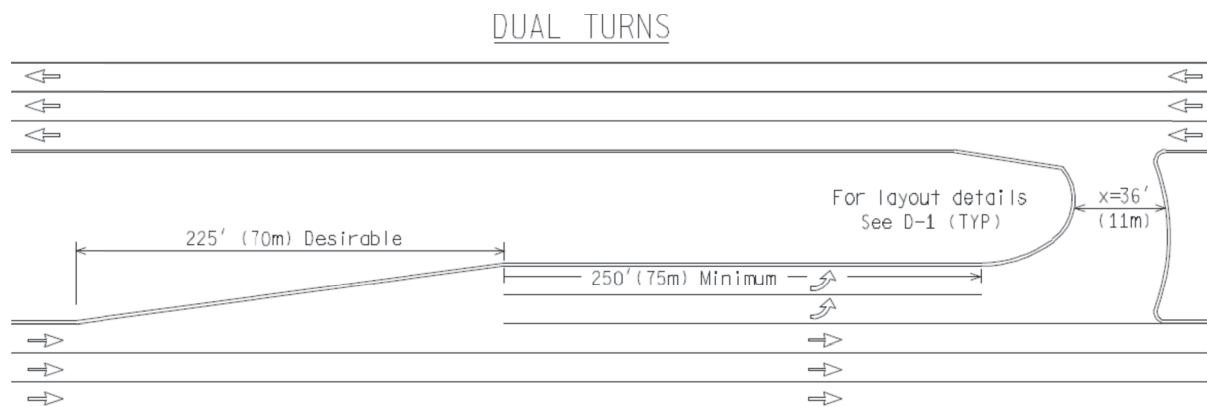 DUAL TURNS
For layout details
See D-1 (TYP)
x=36'
(11m)
225' (70m) Desirable
250'(75m) Minimum